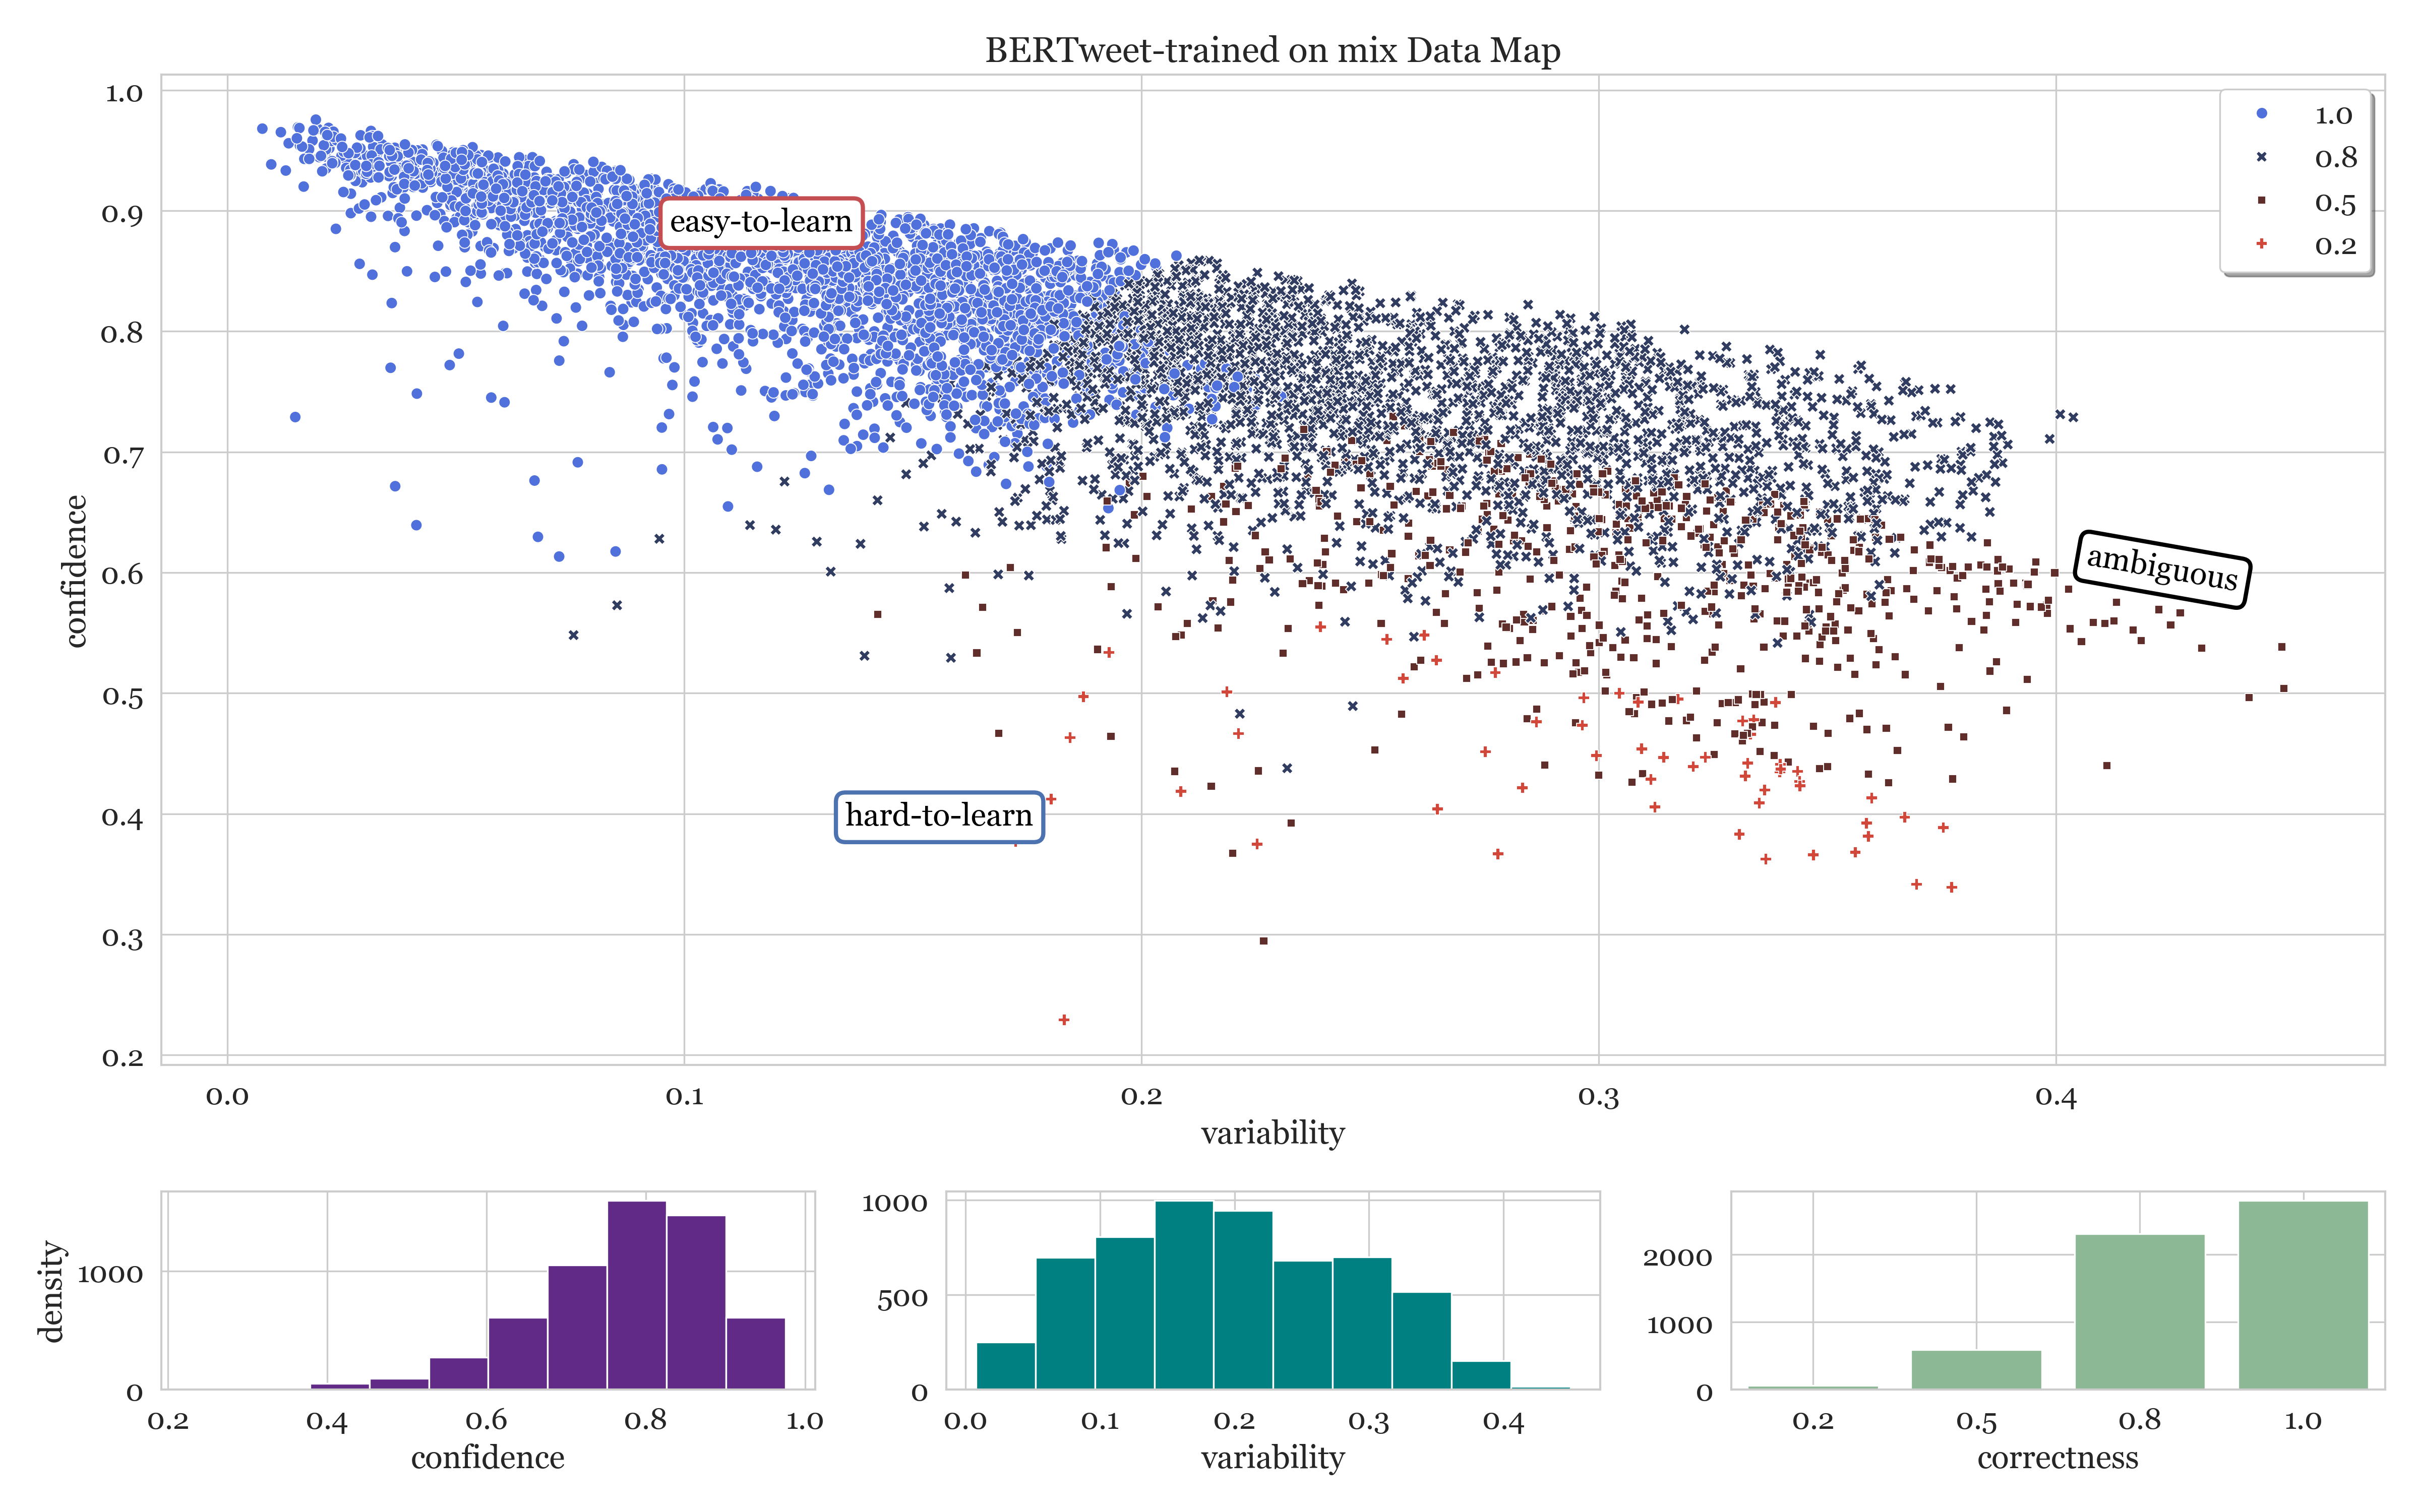 BERTweet-trained on mix Data Map
1.0
0.9
0.8
0.7
0.6
0.5
0.4
0.3
0.2
confidence
1.0
0.8
0.5
0.2
easy-to-learn
ambiguous
hard-to-learn
0.0 0.1 0.2 0.3 0.4
variability
density
1000
0
0.2 0.4 0.6 0.8 1.0
confidence
1000
500
0
0.0 0.1 0.2 0.3 0.4
variability
2000
1000
0
0.2 0.5 0.8 1.0
correctness